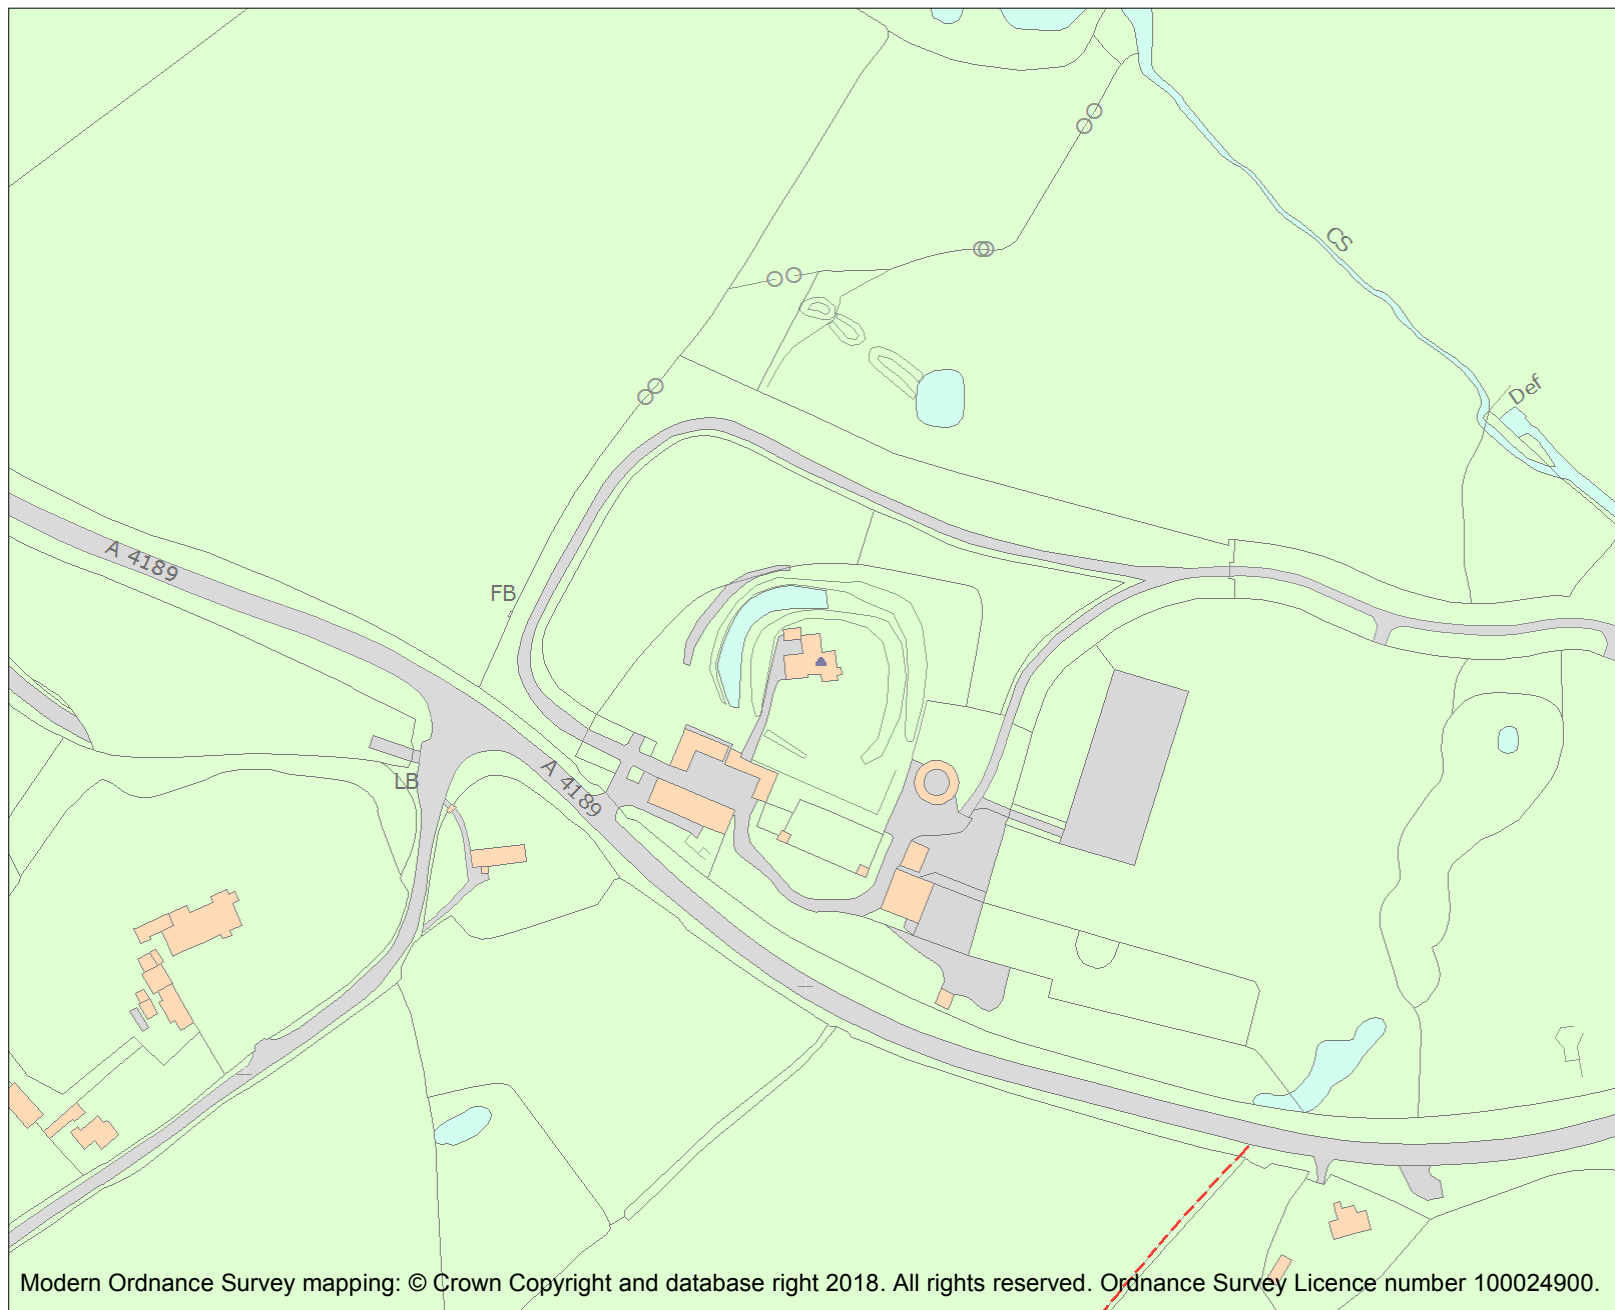 CS
Def
A 4189
FB
A 4189
LB
Modern Ordnance Survey mapping: © Crown Copyright and database right 2018. All rights reserved. Ordnance Survey Licence number 100024900.